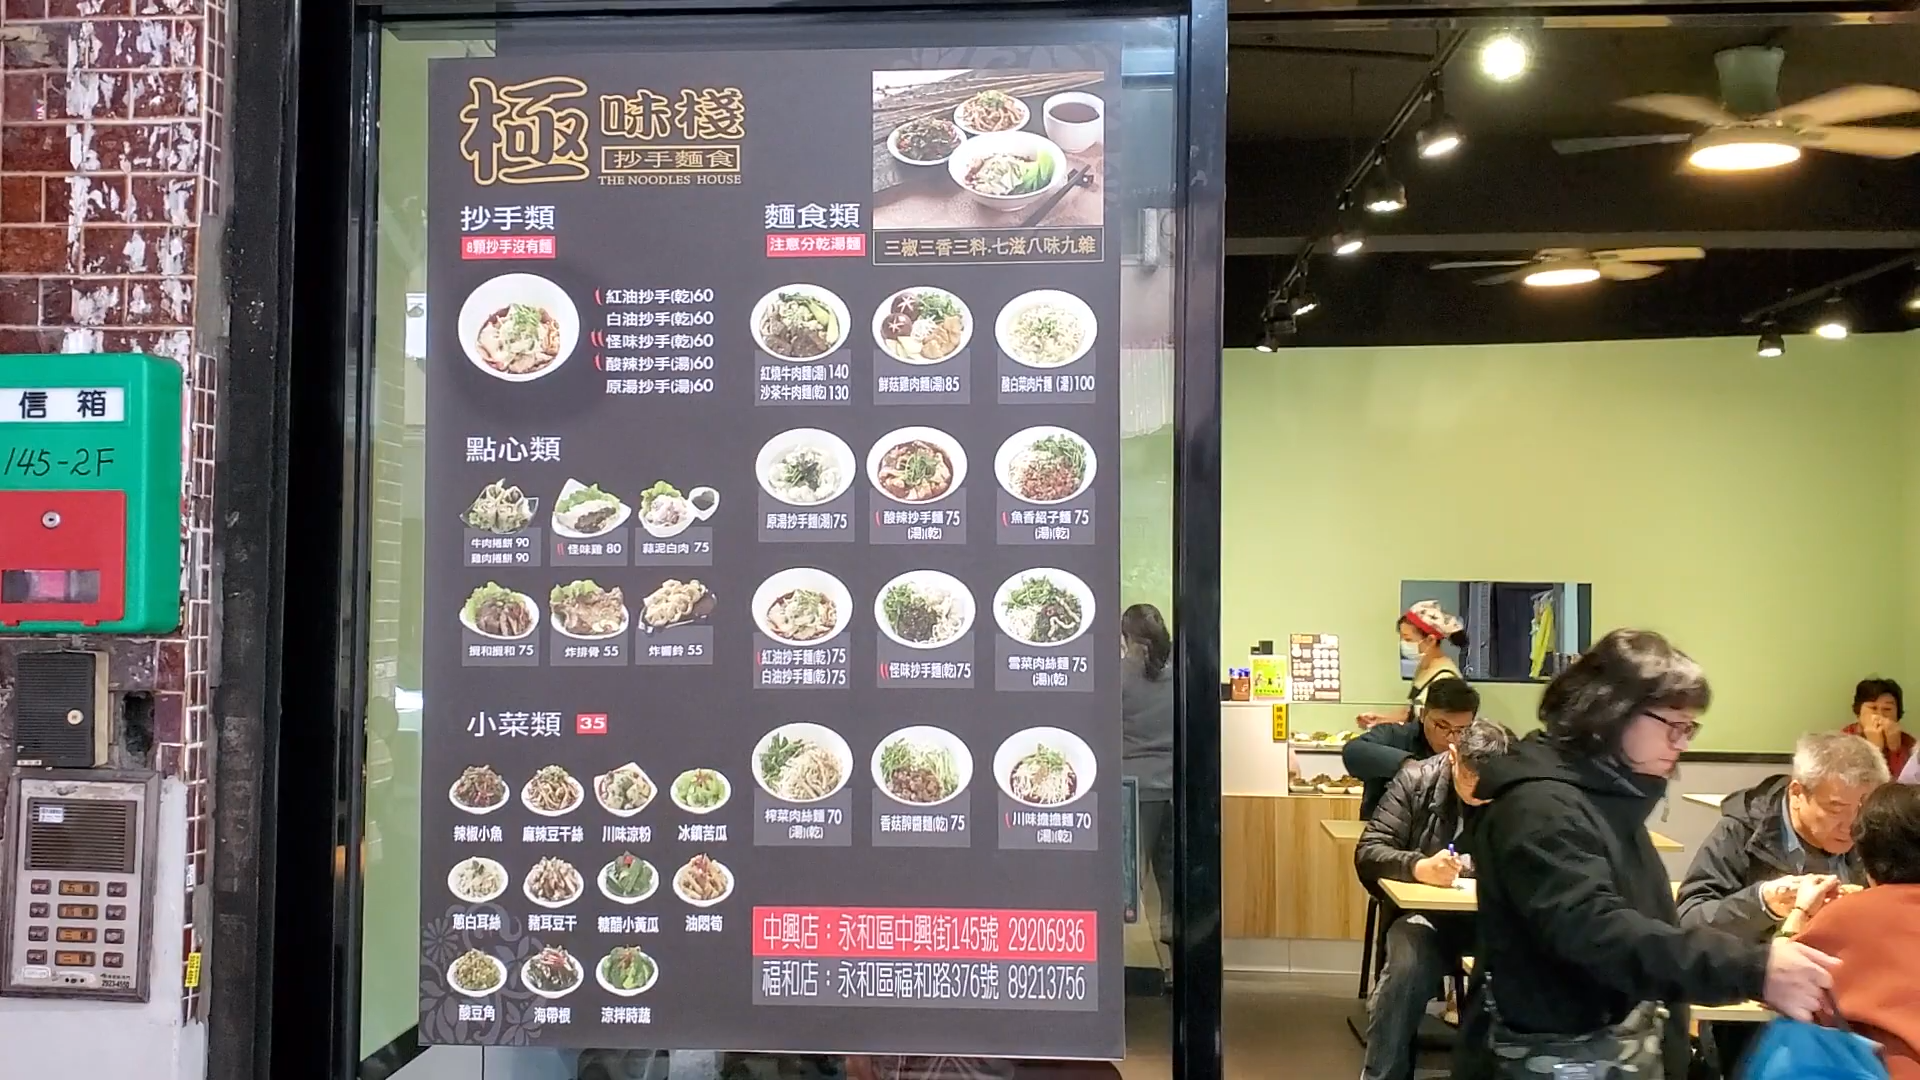 極味棧
抄手麵食
THE NOODLES HOUSE
三椒三香三料.七滋八味九雜
抄手類
8顆抄手沒有麵
紅油抄手(乾)60
白油抄手(乾)60
怪味抄手(乾)60
酸辣抄手(湯)60
原湯抄手(湯)60
點心類
牛肉捲餅 90
雞肉捲餅 90
怪味雞 80
蒜泥白肉 75
攪和攪和 75
炸排骨 55
炸響鈴 55
小菜類 35
辣椒小魚
麻辣豆干絲
川味涼粉
冰鎮苦瓜
蔥白耳絲
豬耳豆干
糖醋小黃瓜
油悶筍
酸豆角
海帶根
涼拌時蔬
麵食類
注意分乾湯麵
紅燒牛肉麵(湯)140
沙茶牛肉麵(乾)130
鮮菇雞肉麵(湯)85
酸白菜肉片麵(湯)100
原湯抄手麵(湯)75
酸辣抄手麵 75
(湯)(乾)
魚香紹子麵 75
(湯)(乾)
紅油抄手麵(乾)75
白油抄手麵(乾)75
怪味抄手麵(乾)75
雪菜肉絲麵 75
(湯)(乾)
榨菜肉絲麵 70
(湯)(乾)
香菇醡醬麵(乾) 75
川味擔擔麵 70
(湯)(乾)
中興店：永和區中興街145號 29206936
福和店：永和區福和路376號 89213756
信箱
145-2F